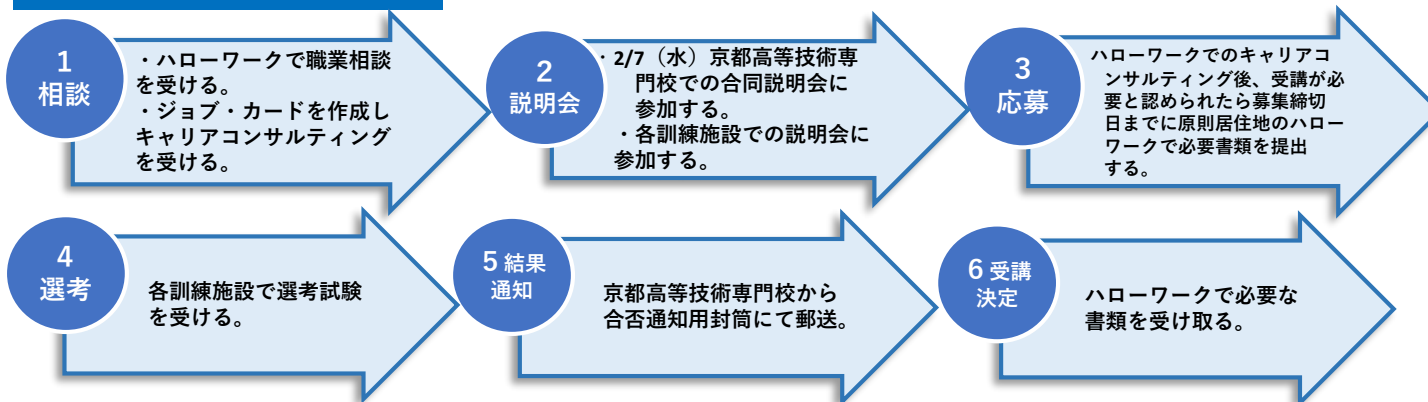 1
相談
・ハローワークで職業相談
を受ける。
・ジョブ・カードを作成し
キャリアコンサルティング
を受ける。
2
説明会
・2/7（水）京都高等技術専
門校での合同説明会に
参加する。
・各訓練施設での説明会に
参加する。
3
応募
ハローワークでのキャリアコ
ンサルティング後、受講が必
要と認められたら募集締切
日までに原則居住地のハロー
ワークで必要書類を提出
する。
4
選考
各訓練施設で選考試験
を受ける。
5 結果
通知
京都高等技術専門校から
合否通知用封筒にて郵送。
6 受講
決定
ハローワークで必要な
書類を受け取る。